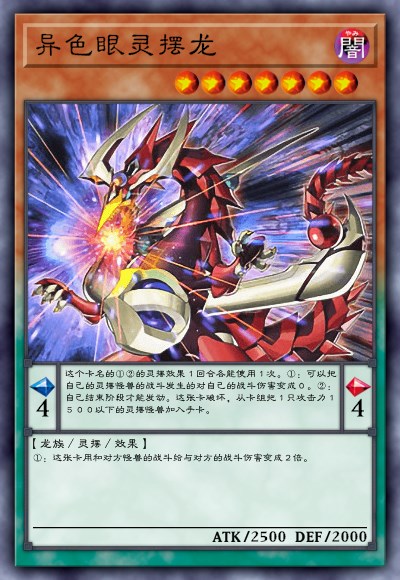 异色眼灵摆龙
やみ
闇
这个卡名的①②的灵摆效果1回合各能使用1次。①:可以把
自己的灵摆怪兽的战斗发生的对自己的战斗伤害变成0。②:
自己结束阶段才能发动。这张卡破坏,从卡组把1只攻击力1
500以下的灵摆怪兽加入手卡。
4
4
【龙族/灵摆/效果】
①:这张卡用和对方怪兽的战斗给与对方的战斗伤害变成2倍。
ATK/2500 DEF/2000